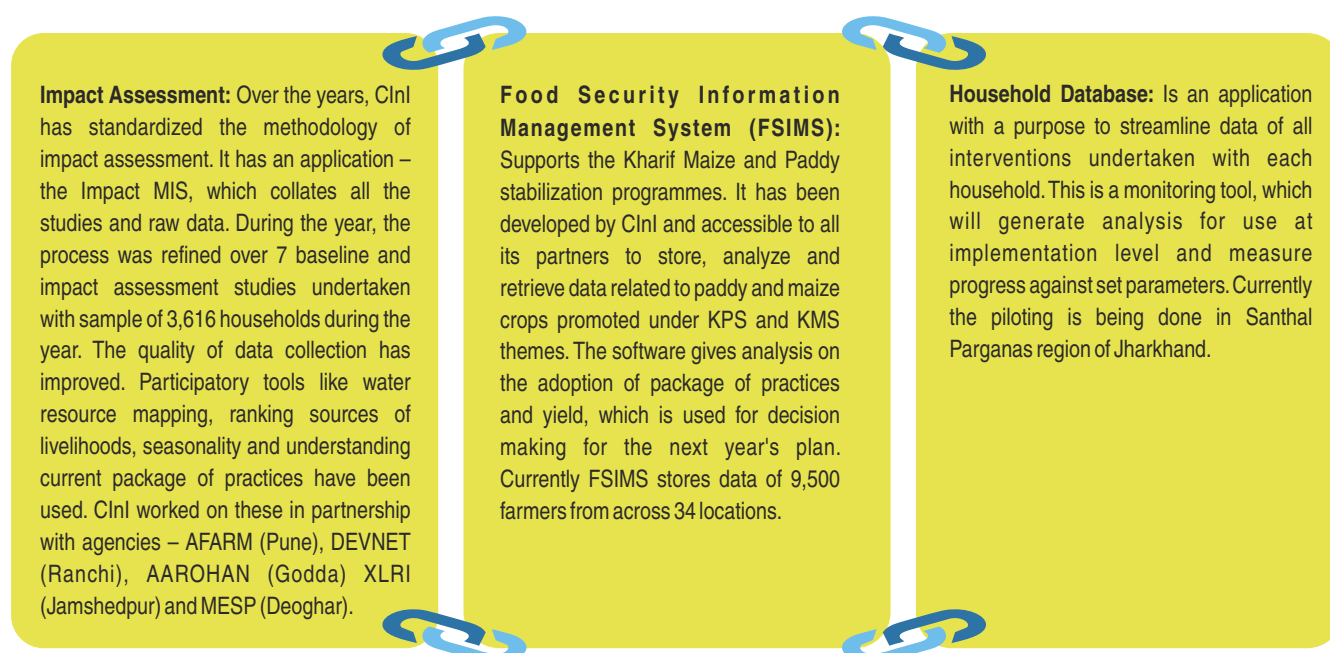 Impact Assessment: Over the years, CInI
has standardized the methodology of
impact assessment. It has an application –
the Impact MIS, which collates all the
studies and raw data. During the year, the
process was refined over 7 baseline and
impact assessment studies undertaken
with sample of 3,616 households during the
year. The quality of data collection has
improved. Participatory tools like water
resource mapping, ranking sources of
livelihoods, seasonality and understanding
current package of practices have been
used. CInI worked on these in partnership
with agencies – AFARM (Pune), DEVNET
(Ranchi), AAROHAN (Godda) XLRI
(Jamshedpur) and MESP (Deoghar).
Food Security Information
Management System (FSIMS):
Supports the Kharif Maize and Paddy
stabilization programmes. It has been
developed by CInI and accessible to all
its partners to store, analyze and
retrieve data related to paddy and maize
crops promoted under KPS and KMS
themes. The software gives analysis on
the adoption of package of practices
and yield, which is used for decision
making for the next year's plan.
Currently FSIMS stores data of 9,500
farmers from across 34 locations.
Household Database: Is an application
with a purpose to streamline data of all
interventions undertaken with each
household. This is a monitoring tool, which
will generate analysis for use at
implementation level and measure
progress against set parameters. Currently
the piloting is being done in Santhal
Parganas region of Jharkhand.